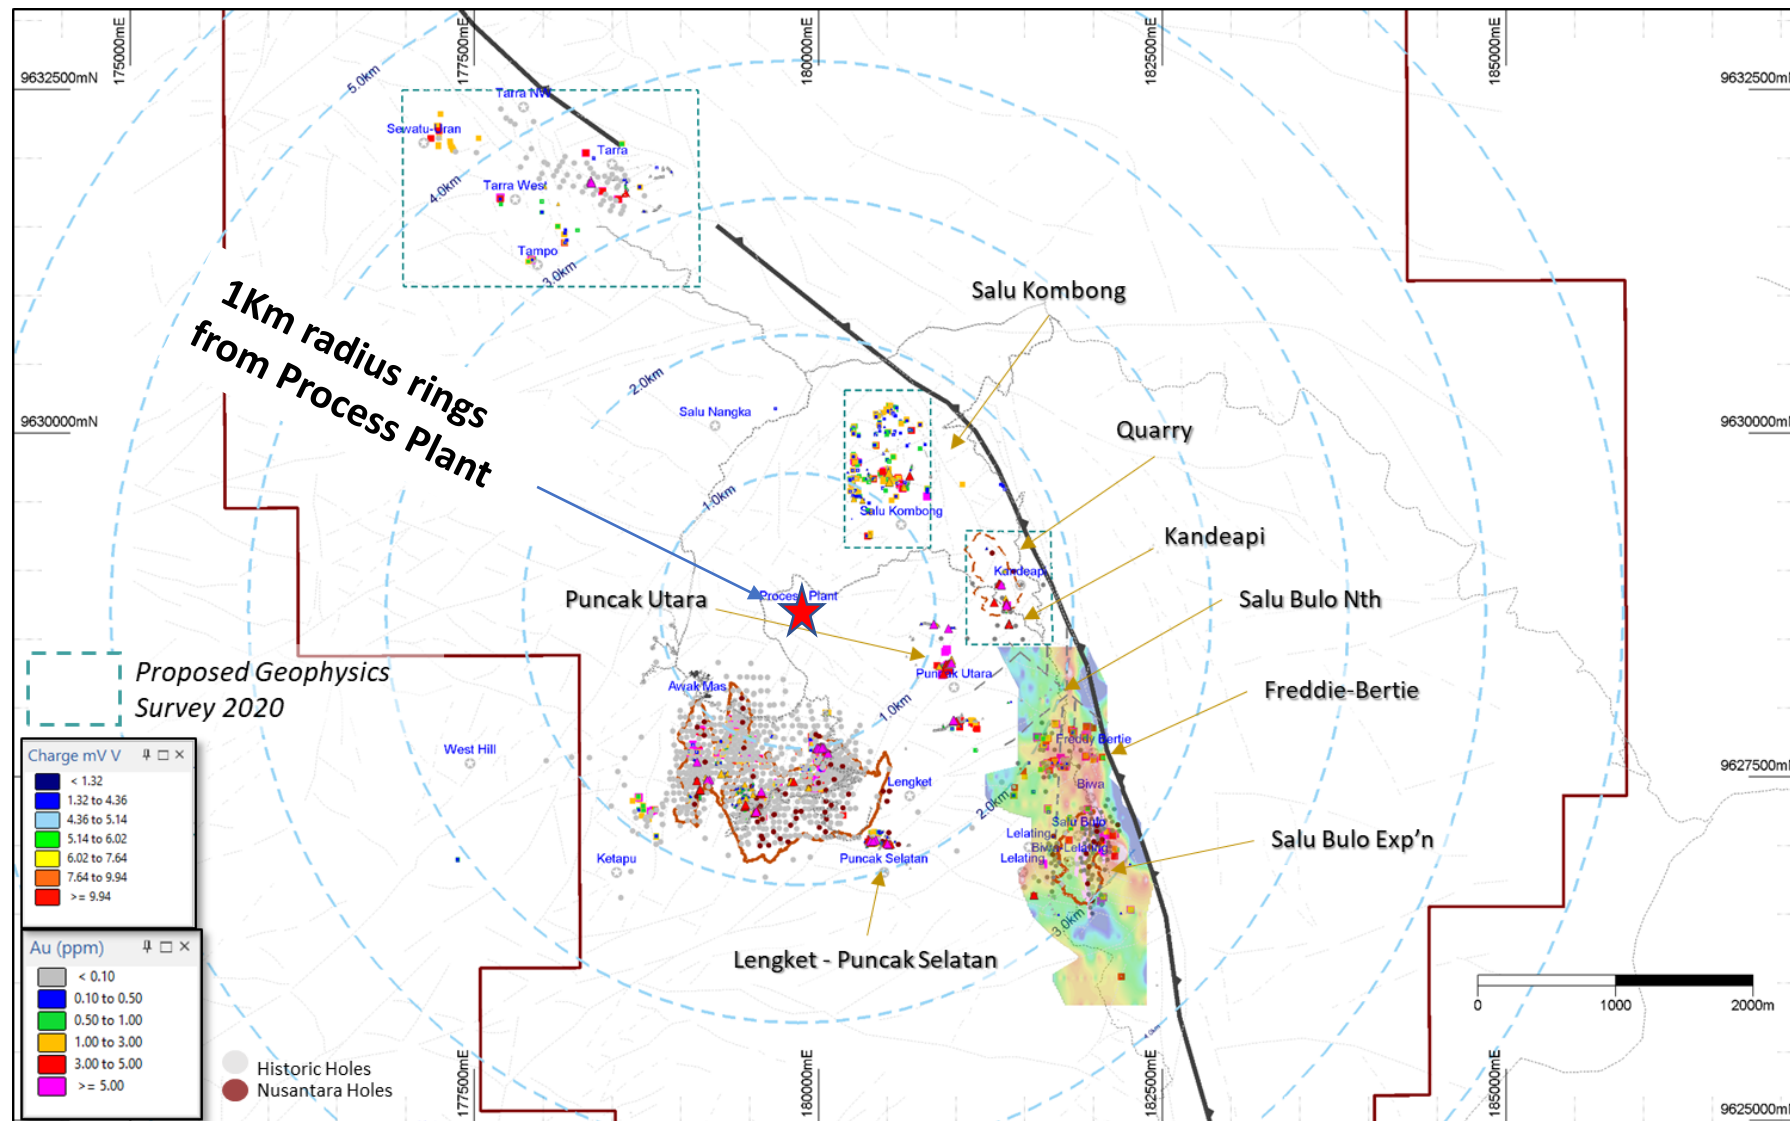 175000mE
177500mE
180000mE
182500mE
185000mE
9632500mN
9632500mN
5.0km
Tarra NW
Sewatu-Uran
Tarra
4.0km
Tarra West
Tampo
3.0km
1Km radius rings
from Process Plant
Salu Kombong
2.0km
Salu Nangka
9630000mN
9630000mN
Quarry
1.0km
Salu Kombong
Kandeapi
Kandeapi
Process Plant
Puncak Utara
Salu Bulo Nth
Proposed Geophysics
Survey 2020
Puncak Utara
Awak Mas
Freddie-Bertie
1.0km
Freddy Bertie
West Hill
Charge mV V
< 1.32
1.32 to 4.36
4.36 to 5.14
5.14 to 6.02
6.02 to 7.64
7.64 to 9.94
>= 9.94
9627500mN
Biwa
Lengket
2.0km
Salu Bulo
Lelating
Biwa-Lelating
Lelating
Salu Bulo Exp'n
Ketapu
Puncak Selatan
3.0km
Lengket - Puncak Selatan
Au (ppm)
< 0.10
0.10 to 0.50
0.50 to 1.00
1.00 to 3.00
3.00 to 5.00
>= 5.00
0 1000 2000m
4.0km
Historic Holes
Nusantara Holes
177500mE
180000mE
182500mE
185000mE
9625000mN